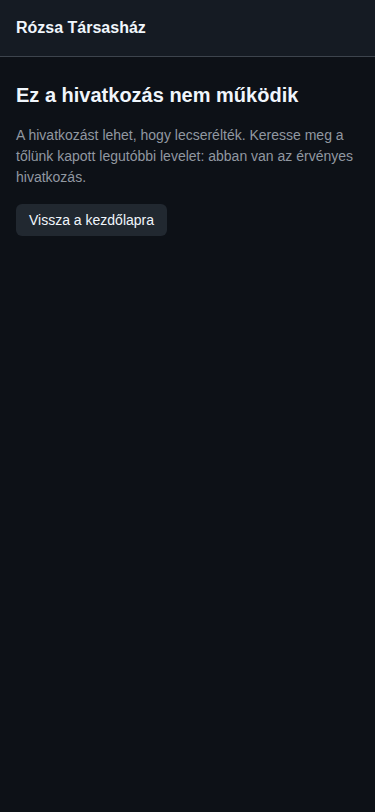 Rózsa Társasház
Ez a hivatkozás nem működik
A hivatkozást lehet, hogy lecserélték. Keresse meg a
tőlünk kapott legutóbbi levelet: abban van az érvényes
hivatkozás.
Vissza a kezdőlapra